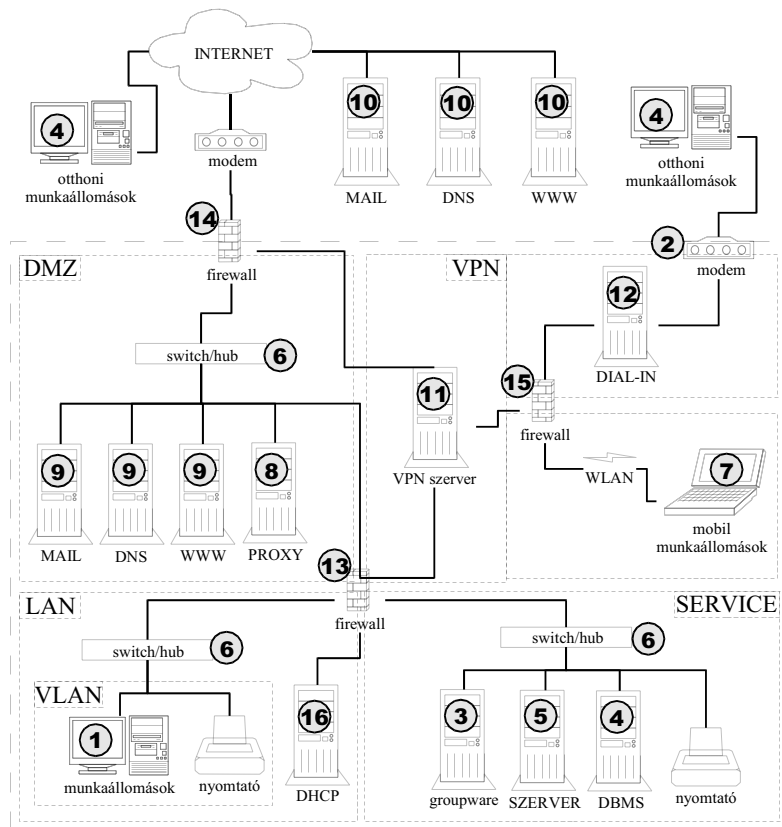 INTERNET
4
10
10
10
4
otthoni
munkaállomások
modem
MAIL
DNS
WWW
otthoni
munkaállomások
14
2
DMZ
firewall
VPN
modem
12
switch/hub
6
DIAL-IN
11
15
firewall
9
9
9
8
7
VPN szerver
WLAN
MAIL
DNS
WWW
PROXY
mobil
munkaállomások
13
LAN
firewall
SERVICE
switch/hub
6
switch/hub
6
VLAN
1
16
3
5
4
munkaállomások
nyomtató
DHCP
groupware
SZERVER
DBMS
nyomtató